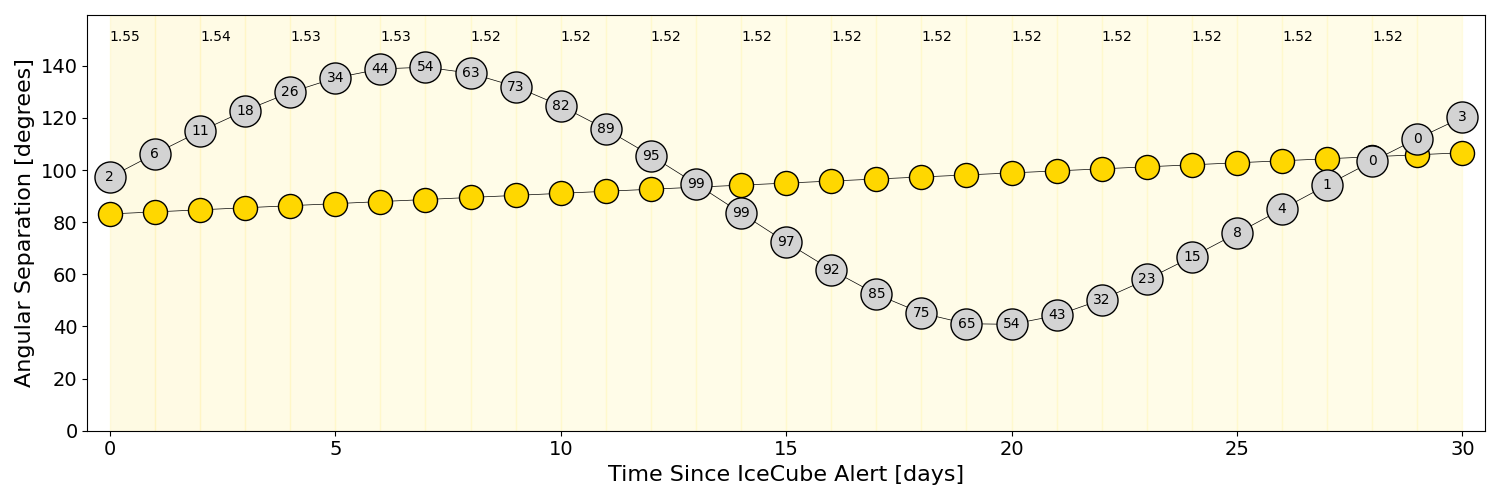 1.55 1.54 1.53 1.53 1.52 1.52 1.52 1.52 1.52 1.52 1.52 1.52 1.52 1.52 1.52
Angular Separation [degrees]
140
120
100
80
60
40
20
0
2 6 11 18 26 34 44 54 63 73 82 89 95 99 99 97 92 85 75 65 54 43 32 23 15 8 4 1 0 0 3
0 5 10 15 20 25 30
Time Since IceCube Alert [days]